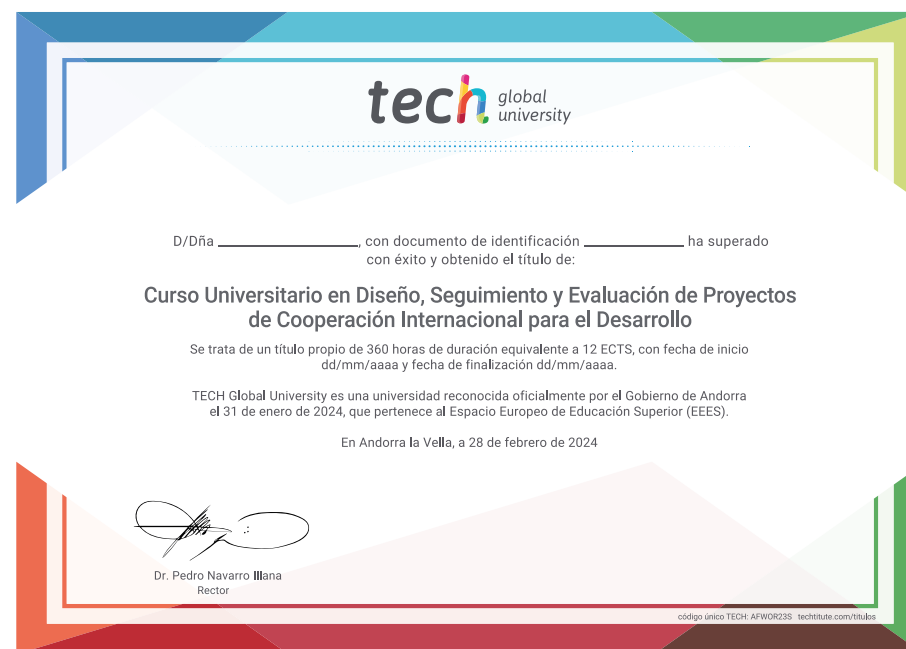 tech global
university
D/Dña ____________________, con documento de identificación ______________ ha superado
con éxito y obtenido el título de:
Curso Universitario en Diseño, Seguimiento y Evaluación de Proyectos
de Cooperación Internacional para el Desarrollo
Se trata de un título propio de 360 horas de duración equivalente a 12 ECTS, con fecha de inicio
dd/mm/aaaa y fecha de finalización dd/mm/aaaa.
TECH Global University es una universidad reconocida oficialmente por el Gobierno de Andorra
el 31 de enero de 2024, que pertenece al Espacio Europeo de Educación Superior (EEES).
En Andorra la Vella, a 28 de febrero de 2024
Dr. Pedro Navarro Illana
Rector
código único TECH: AFWOR23S techtitute.com/titulos